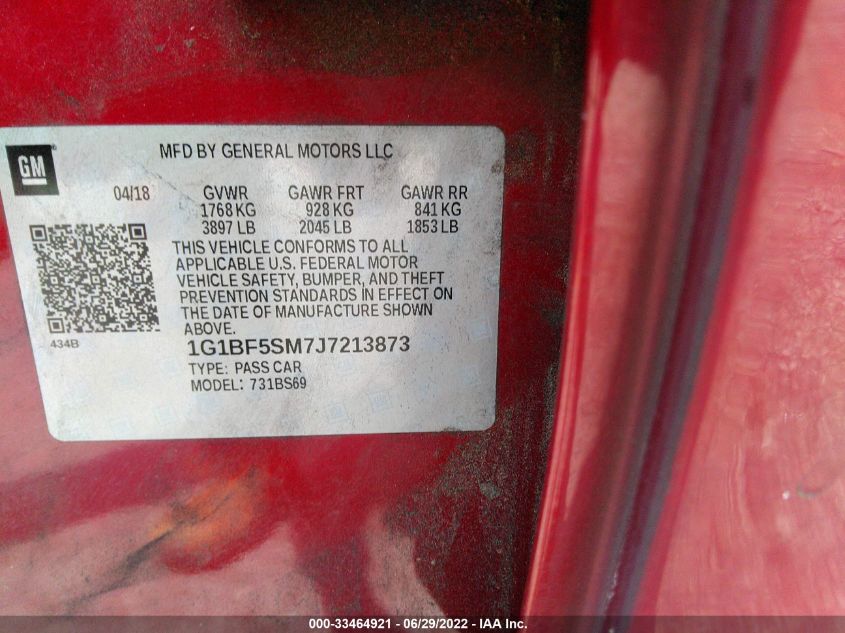 GM
MFD BY GENERAL MOTORS LLC
04/18 GVWR GAWR FRT GAWR RR
1768 KG 928 KG 841 KG
3897 LB 2045 LB 1853 LB
THIS VEHICLE CONFORMS TO ALL
APPLICABLE U.S. FEDERAL MOTOR
VEHICLE SAFETY, BUMPER, AND THEFT
PREVENTION STANDARDS IN EFFECT ON
THE DATE OF MANUFACTURE SHOWN
ABOVE.
434B
1G1BF5SM7J7213873
TYPE: PASS CAR
MODEL: 731BS69
000-33464921 - 06/29/2022 - IAA Inc.